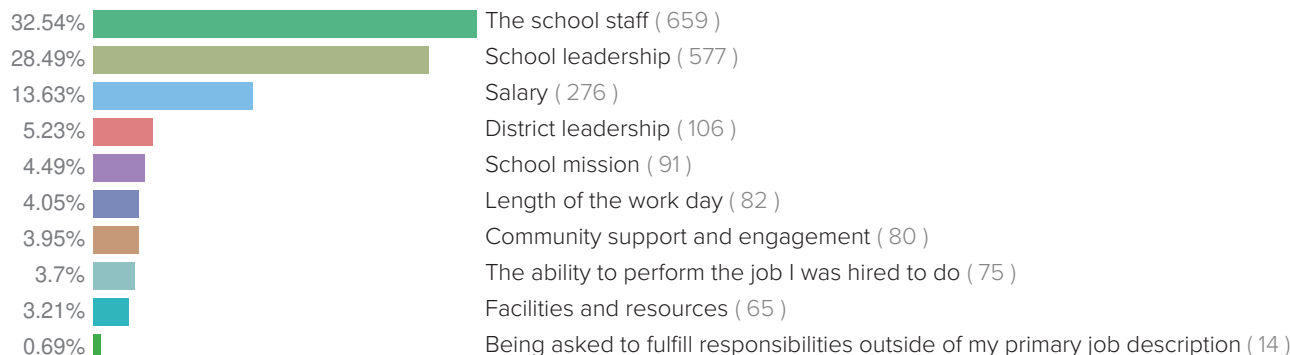 32.54% The school staff ( 659 )
28.49% School leadership ( 577 )
13.63% Salary ( 276 )
5.23% District leadership ( 106 )
4.49% School mission ( 91 )
4.05% Length of the work day ( 82 )
3.95% Community support and engagement ( 80 )
3.7% The ability to perform the job I was hired to do ( 75 )
3.21% Facilities and resources ( 65 )
0.69% Being asked to fulfill responsibilities outside of my primary job description ( 14 )